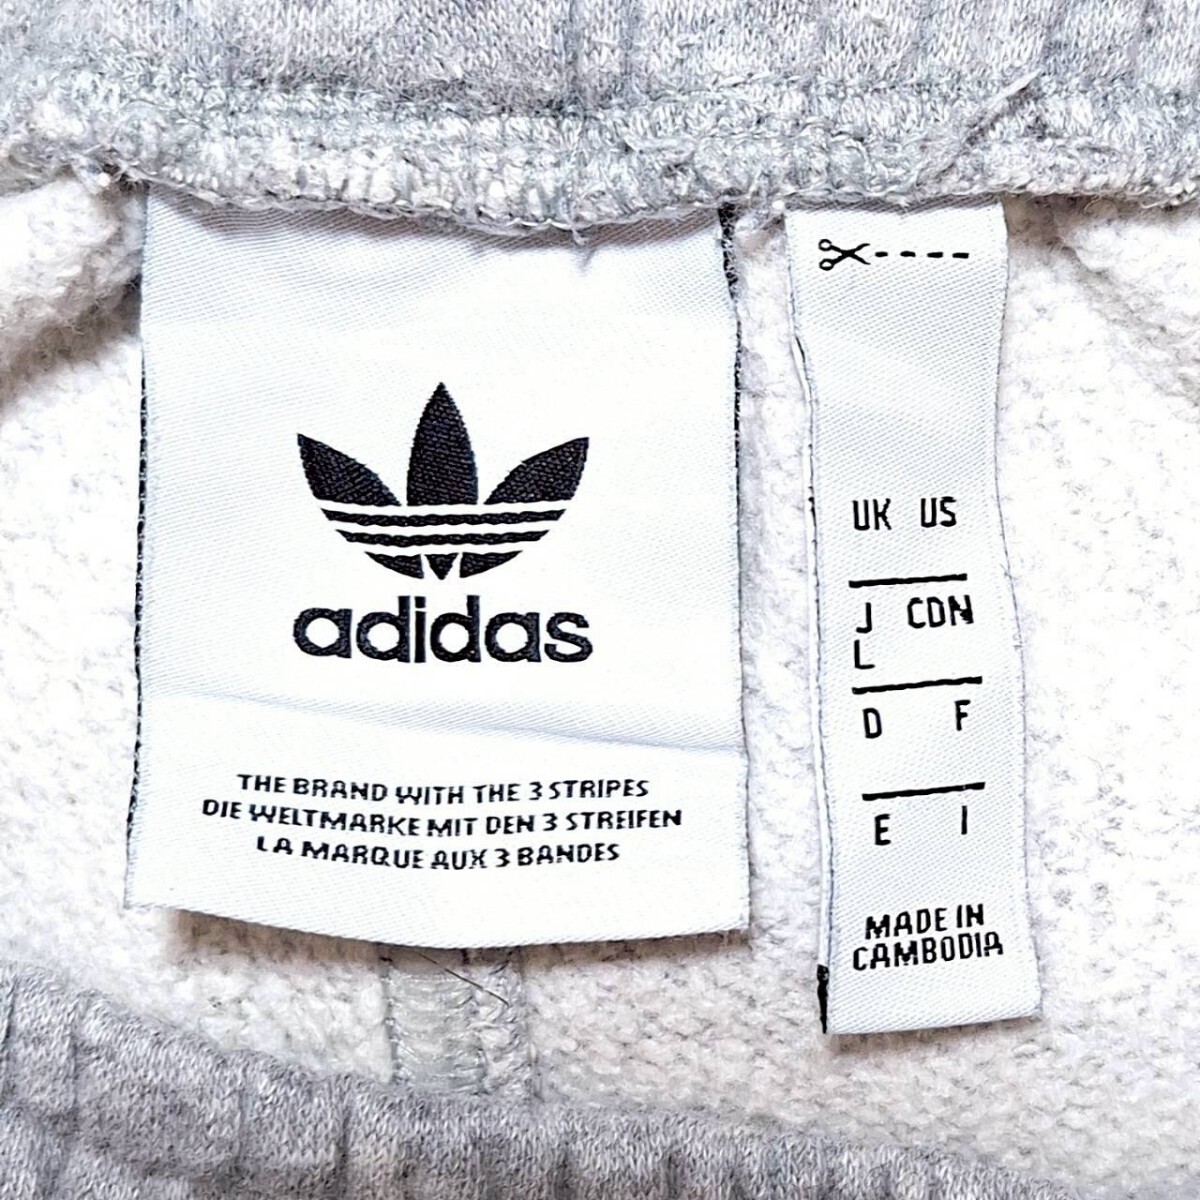 adidas
THE BRAND WITH THE 3 STRIPES
DIE WELTMARKE MIT DEN 3 STREIFEN
LA MARQUE AUX 3 BANDES
UK US
J CDN
L
D F
E I
MADE IN
CAMBODIA